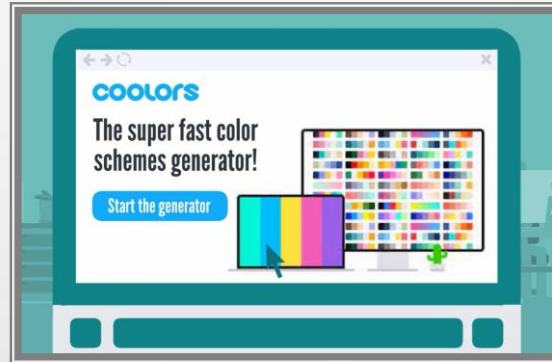 coolors
The super fast color
schemes generator!
Start the generator